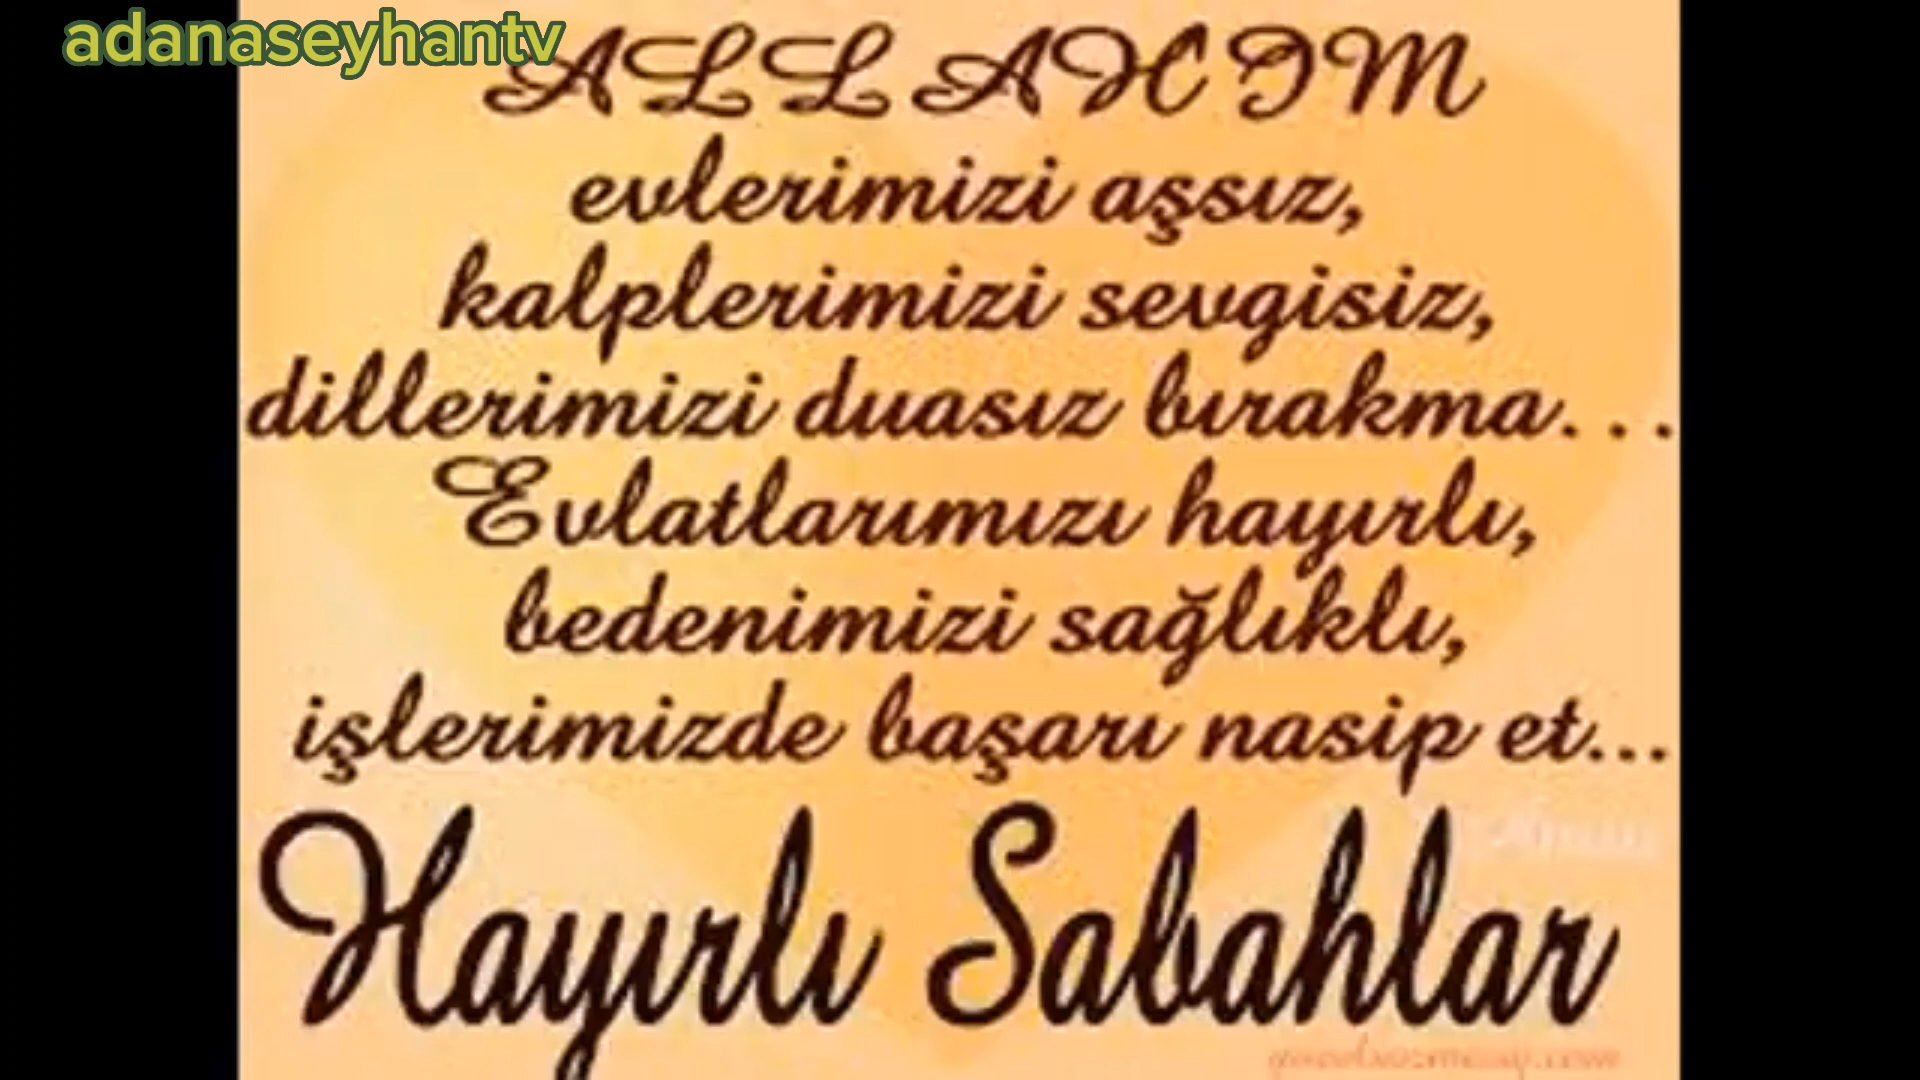 adanaseyhantv
ALLAHIM
evlerimizi aşsız,
kalplerimizi sevgisiz,
dillerimizi duasız bırakma...
Evlatlarımızı hayırlı,
bedenimizi sağlıklı,
işlerimizde başarı nasip et...
Hayırlı Sabahlar